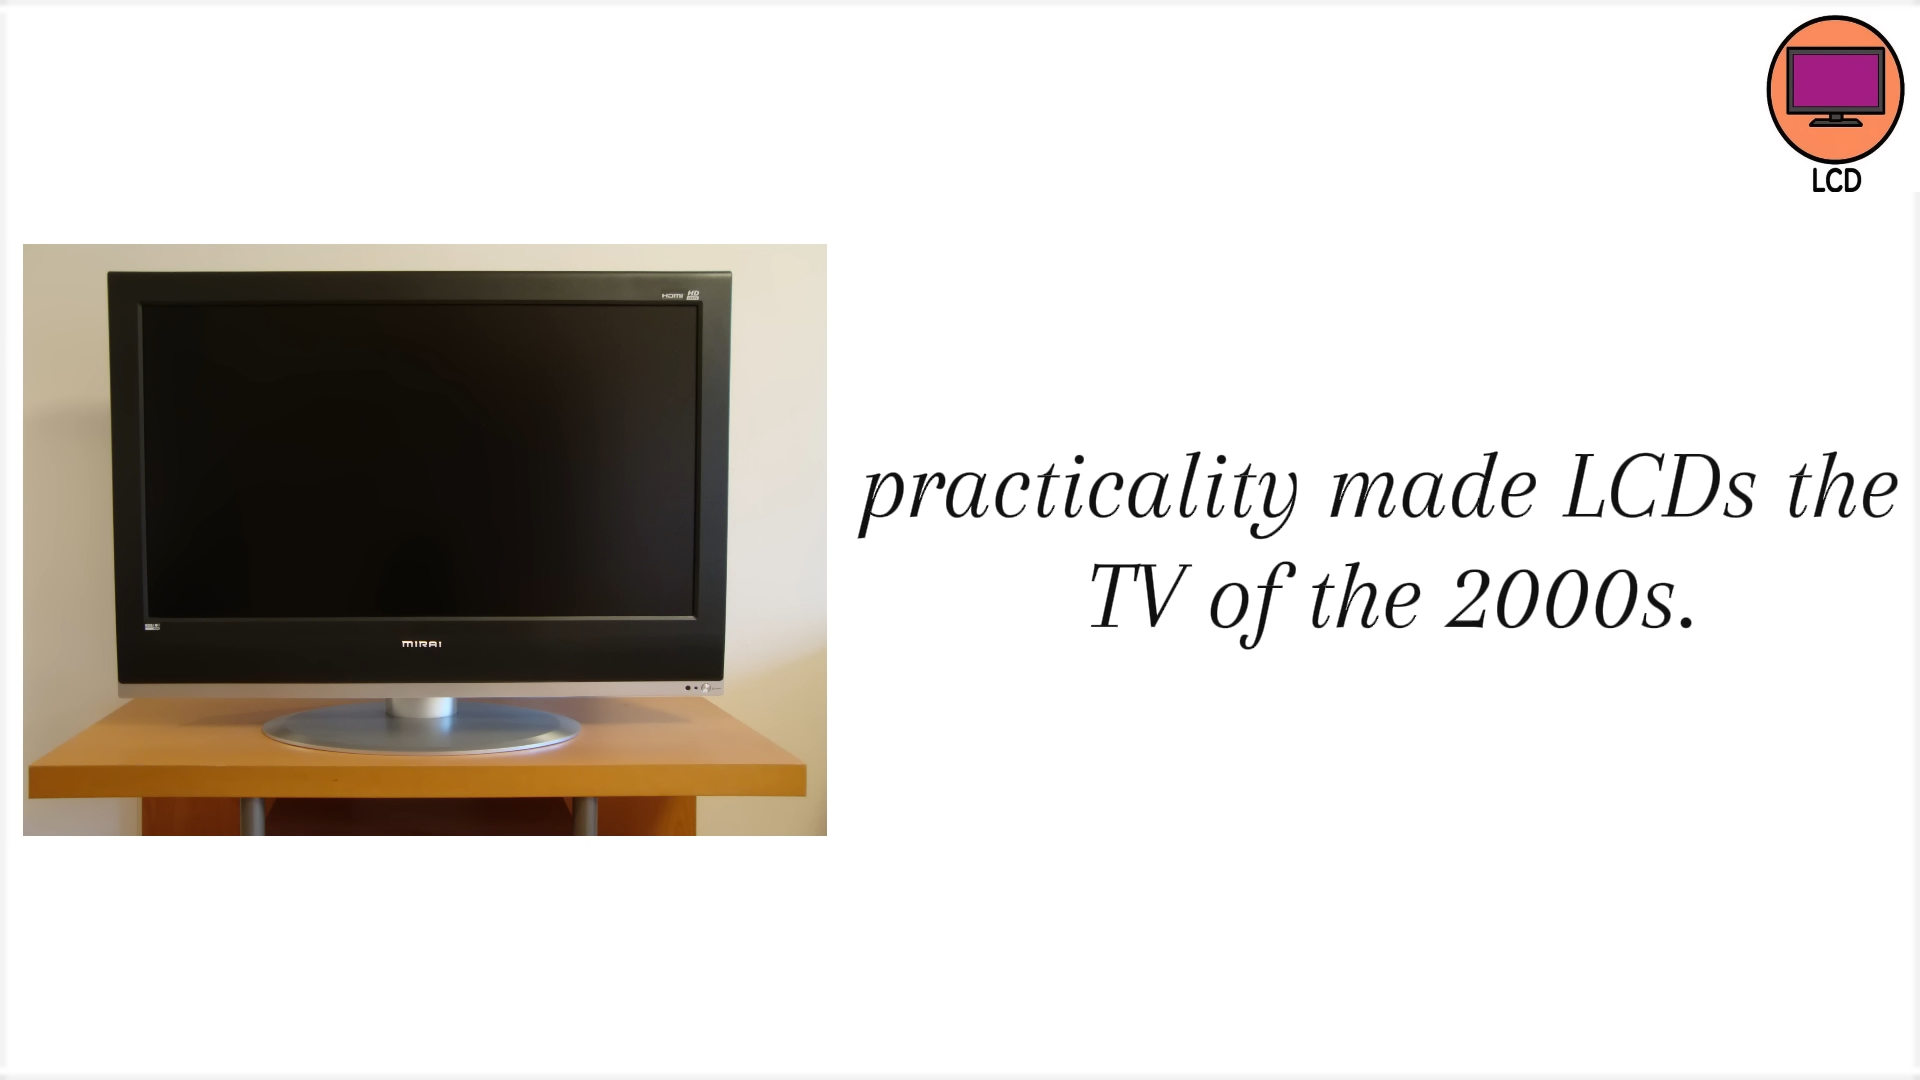 LCD
HDMI HD
practicality made LCDs the
TV of the 2000s.
MIRAI